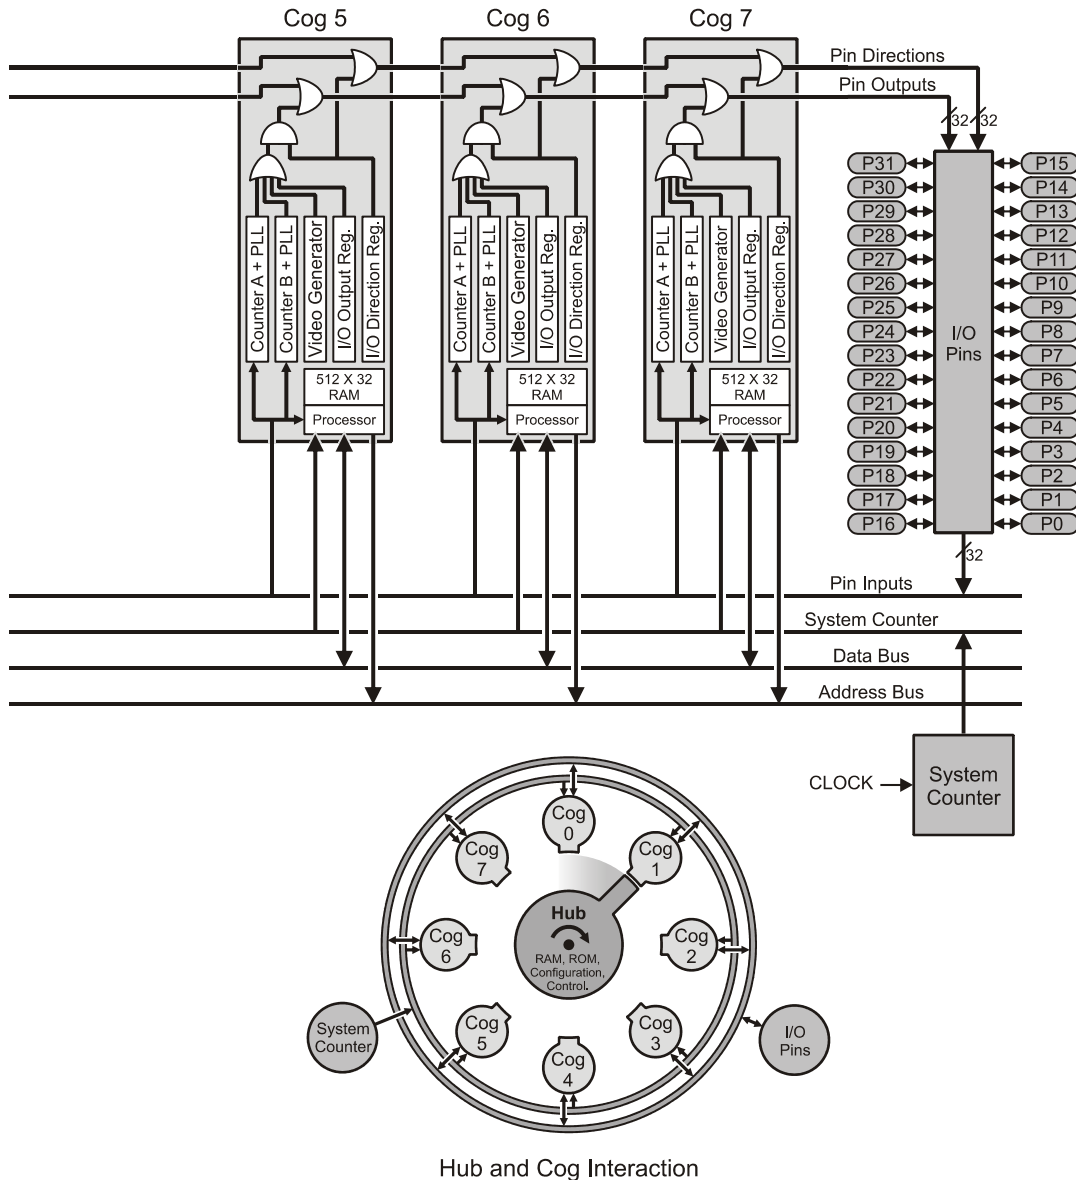 Cog 5
Cog 6
Cog 7
Pin Directions
Pin Outputs
32
32
Counter A + PLL
Counter B + PLL
Video Generator
I/O Output Reg.
I/O Direction Reg.
512 X 32
RAM
Processor
Counter A + PLL
Counter B + PLL
Video Generator
I/O Output Reg.
I/O Direction Reg.
512 X 32
RAM
Processor
Counter A + PLL
Counter B + PLL
Video Generator
I/O Output Reg.
I/O Direction Reg.
512 X 32
RAM
Processor
P31
P30
P29
P28
P27
P26
P25
P24
P23
P22
P21
P20
P19
P18
P17
P16
I/O
Pins
P15
P14
P13
P12
P11
P10
P9
P8
P7
P6
P5
P4
P3
P2
P1
P0
32
Pin Inputs
System Counter
Data Bus
Address Bus
CLOCK
System
Counter
Cog
0
Cog
1
Cog
2
Cog
3
Cog
4
Cog
5
Cog
6
Cog
7
Hub
RAM, ROM,
Configuration,
Control.
System
Counter
I/O
Pins
Hub and Cog Interaction